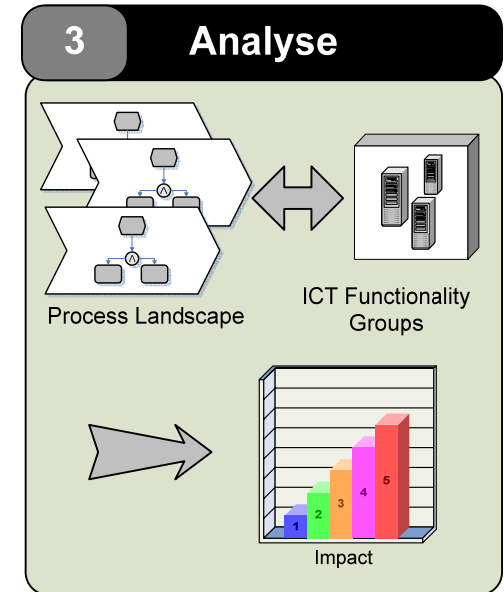 3
Analyse
Λ
Λ
Process Landscape
ICT Functionality
Groups
1
2
3
4
5
Impact